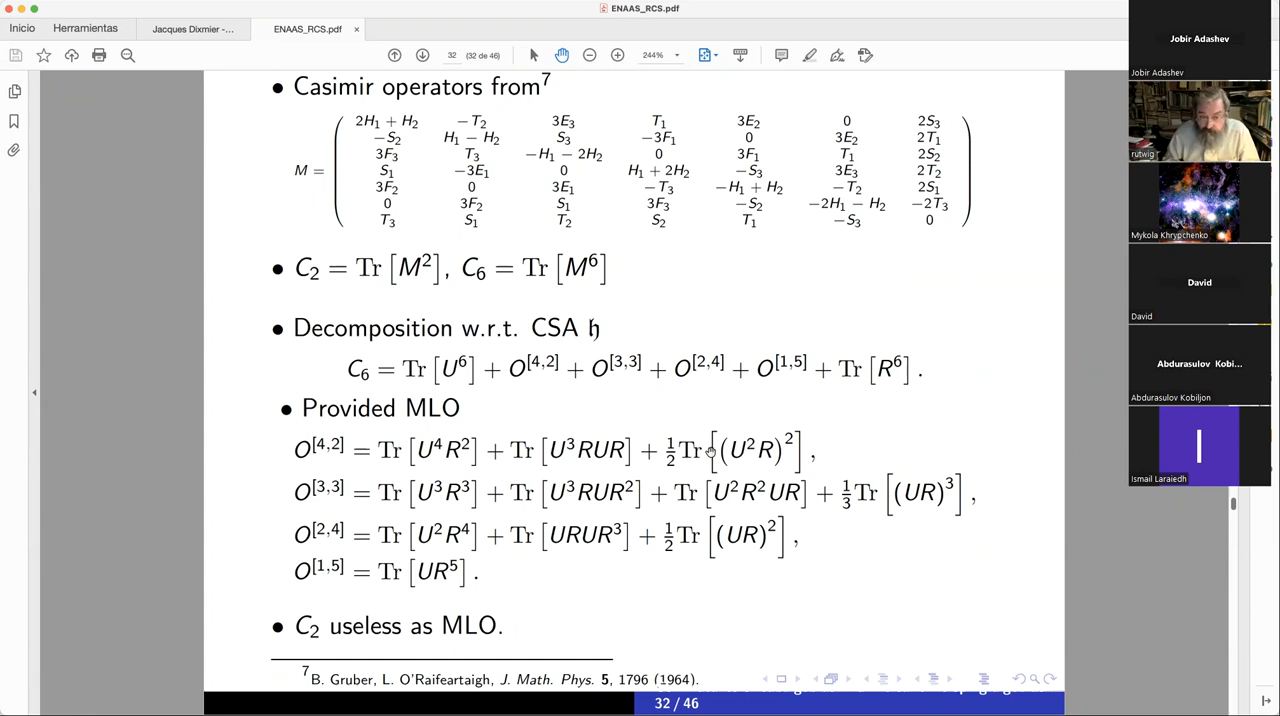 ENAAS_RCS.pdf
Inicio Herramientas Jacques Dixmier -... ENAAS_RCS.pdf ×
32 (32 de 46) 244%
• Casimir operators from⁷
M = ( 2H₁ + H₂ −T₂ 3E₃ T₁ 3E₂ 0 2S₃
−S₂ H₁ − H₂ S₃ −3F₁ 0 3E₂ 2T₁
3F₃ T₃ −H₁ − 2H₂ 0 3F₁ T₁ 2S₂
S₁ −3E₁ 0 H₁ + 2H₂ −S₃ 3E₃ 2T₂
3F₂ 0 3E₁ −T₃ −H₁ + H₂ −T₂ 2S₁
0 3F₂ S₁ 3F₃ −S₂ −2H₁ − H₂ −2T₃
T₃ S₁ T₂ S₂ T₁ −S₃ 0 )
• C₂ = Tr [M²], C₆ = Tr [M⁶]
• Decomposition w.r.t. CSA 𝔥
C₆ = Tr [U⁶] + O^[4,2] + O^[3,3] + O^[2,4] + O^[1,5] + Tr [R⁶] .
• Provided MLO
O^[4,2] = Tr [U⁴R²] + Tr [U³RUR] + ½Tr [(U²R)²] ,
O^[3,3] = Tr [U³R³] + Tr [U³RUR²] + Tr [U²R²UR] + ⅓Tr [(UR)³] ,
O^[2,4] = Tr [U²R⁴] + Tr [URUR³] + ½Tr [(UR)²] ,
O^[1,5] = Tr [UR⁵] .
• C₂ useless as MLO.
⁷B. Gruber, L. O'Raifeartaigh, J. Math. Phys. 5, 1796 (1964).
32 / 46
Jobir Adashev
Jobir Adashev
rutwig
Mykola Khrypchenko
David
David
Abdurasulov Kobi...
Abdurasulov Kobiljon
I
Ismail Laraiedh